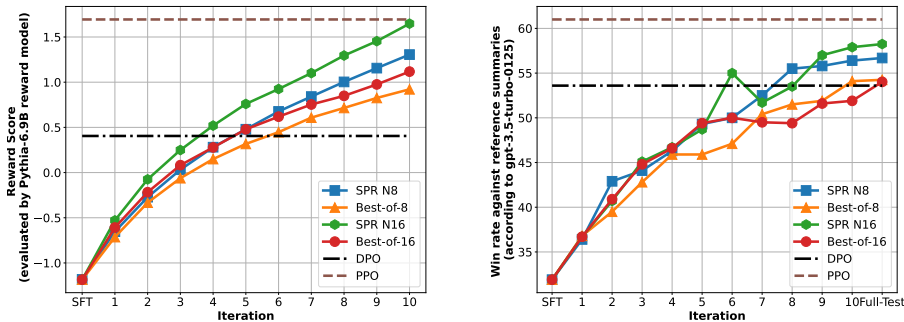 Reward Score
(evaluated by Pythia-6.9B reward model)
1.5
1.0
0.5
0.0
−0.5
−1.0
SPR N8
Best-of-8
SPR N16
Best-of-16
DPO
PPO
SFT 1 2 3 4 5 6 7 8 9 10
Iteration
Win rate against reference summaries
(according to gpt-3.5-turbo-0125)
60
55
50
45
40
35
SPR N8
Best-of-8
SPR N16
Best-of-16
DPO
PPO
SFT 1 2 3 4 5 6 7 8 9 10Full-Test
Iteration